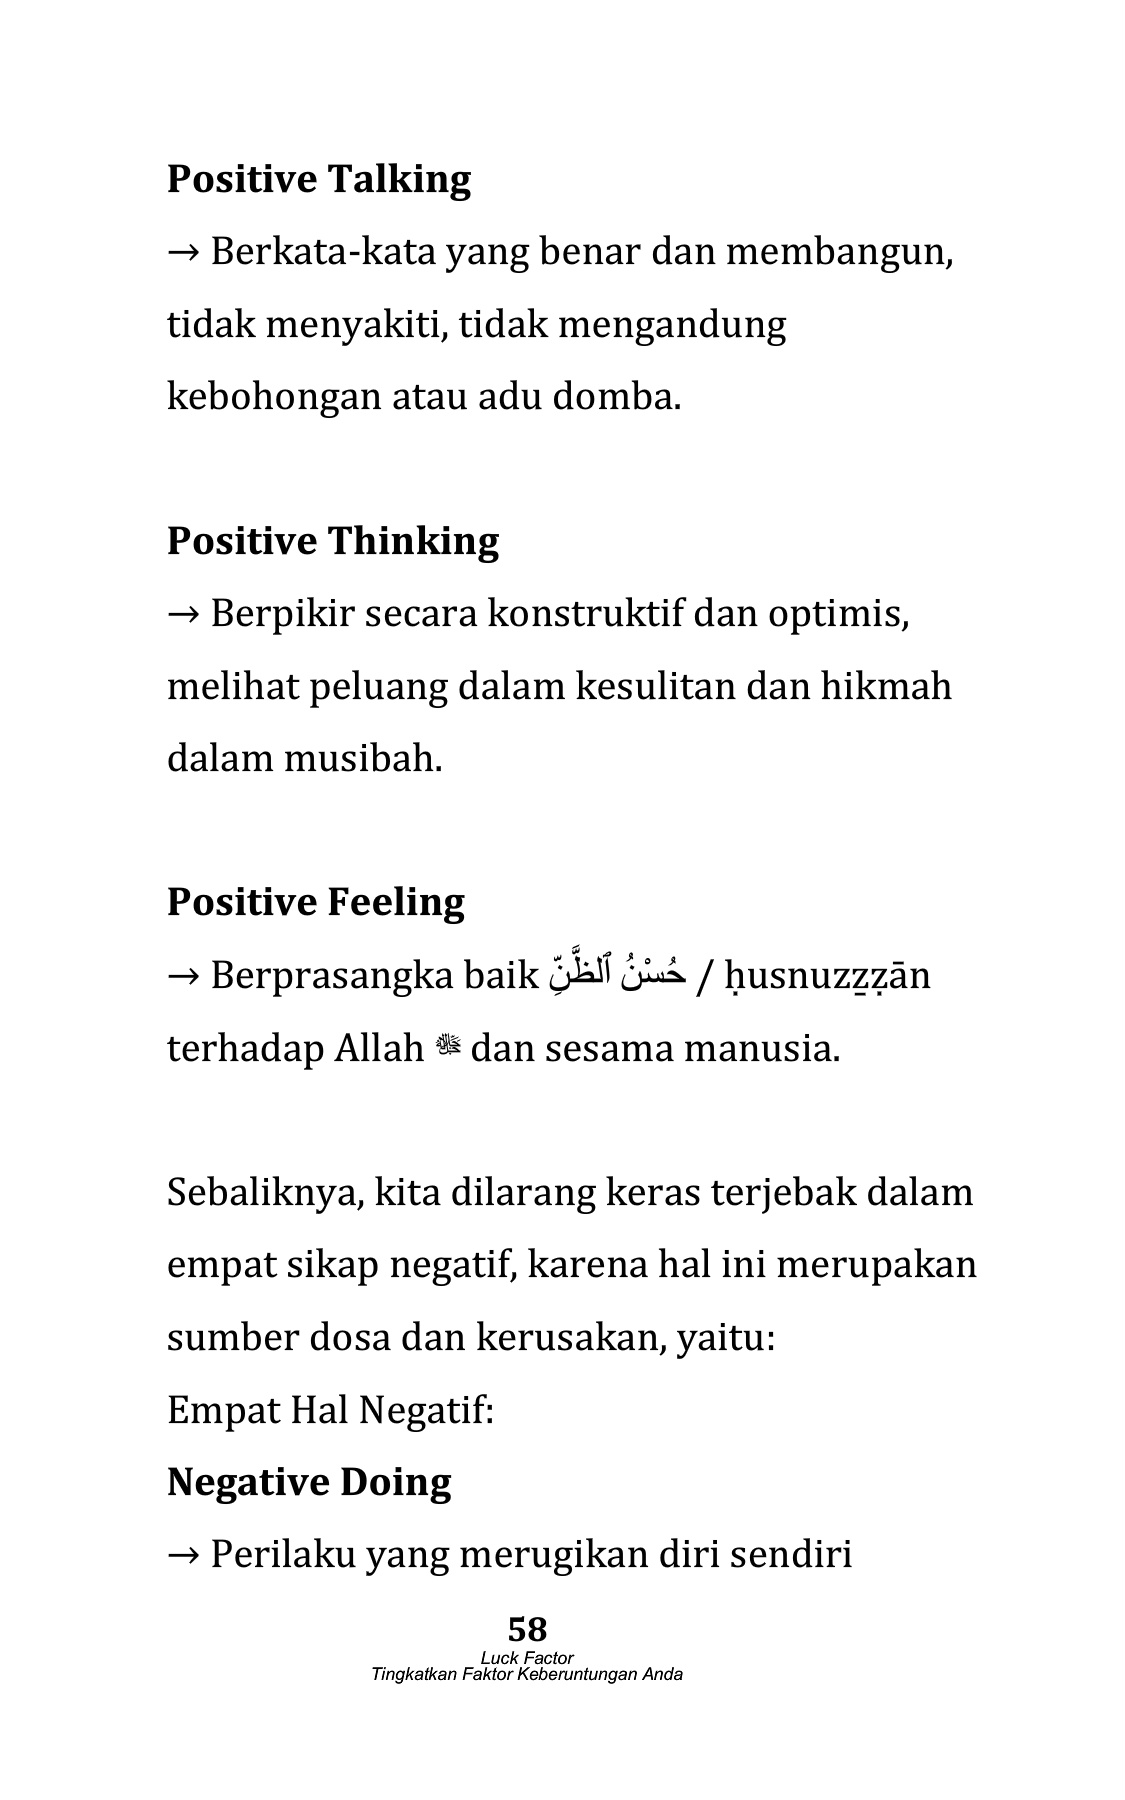 Positive Talking
→ Berkata-kata yang benar dan membangun,
tidak menyakiti, tidak mengandung
kebohongan atau adu domba.
Positive Thinking
→ Berpikir secara konstruktif dan optimis,
melihat peluang dalam kesulitan dan hikmah
dalam musibah.
Positive Feeling
→ Berprasangka baik حُسْنُ ٱلظَّنِّ / ḥusnuzẕẓān
terhadap Allah ﷻ dan sesama manusia.
Sebaliknya, kita dilarang keras terjebak dalam
empat sikap negatif, karena hal ini merupakan
sumber dosa dan kerusakan, yaitu:
Empat Hal Negatif:
Negative Doing
→ Perilaku yang merugikan diri sendiri
58
Luck Factor
Tingkatkan Faktor Keberuntungan Anda